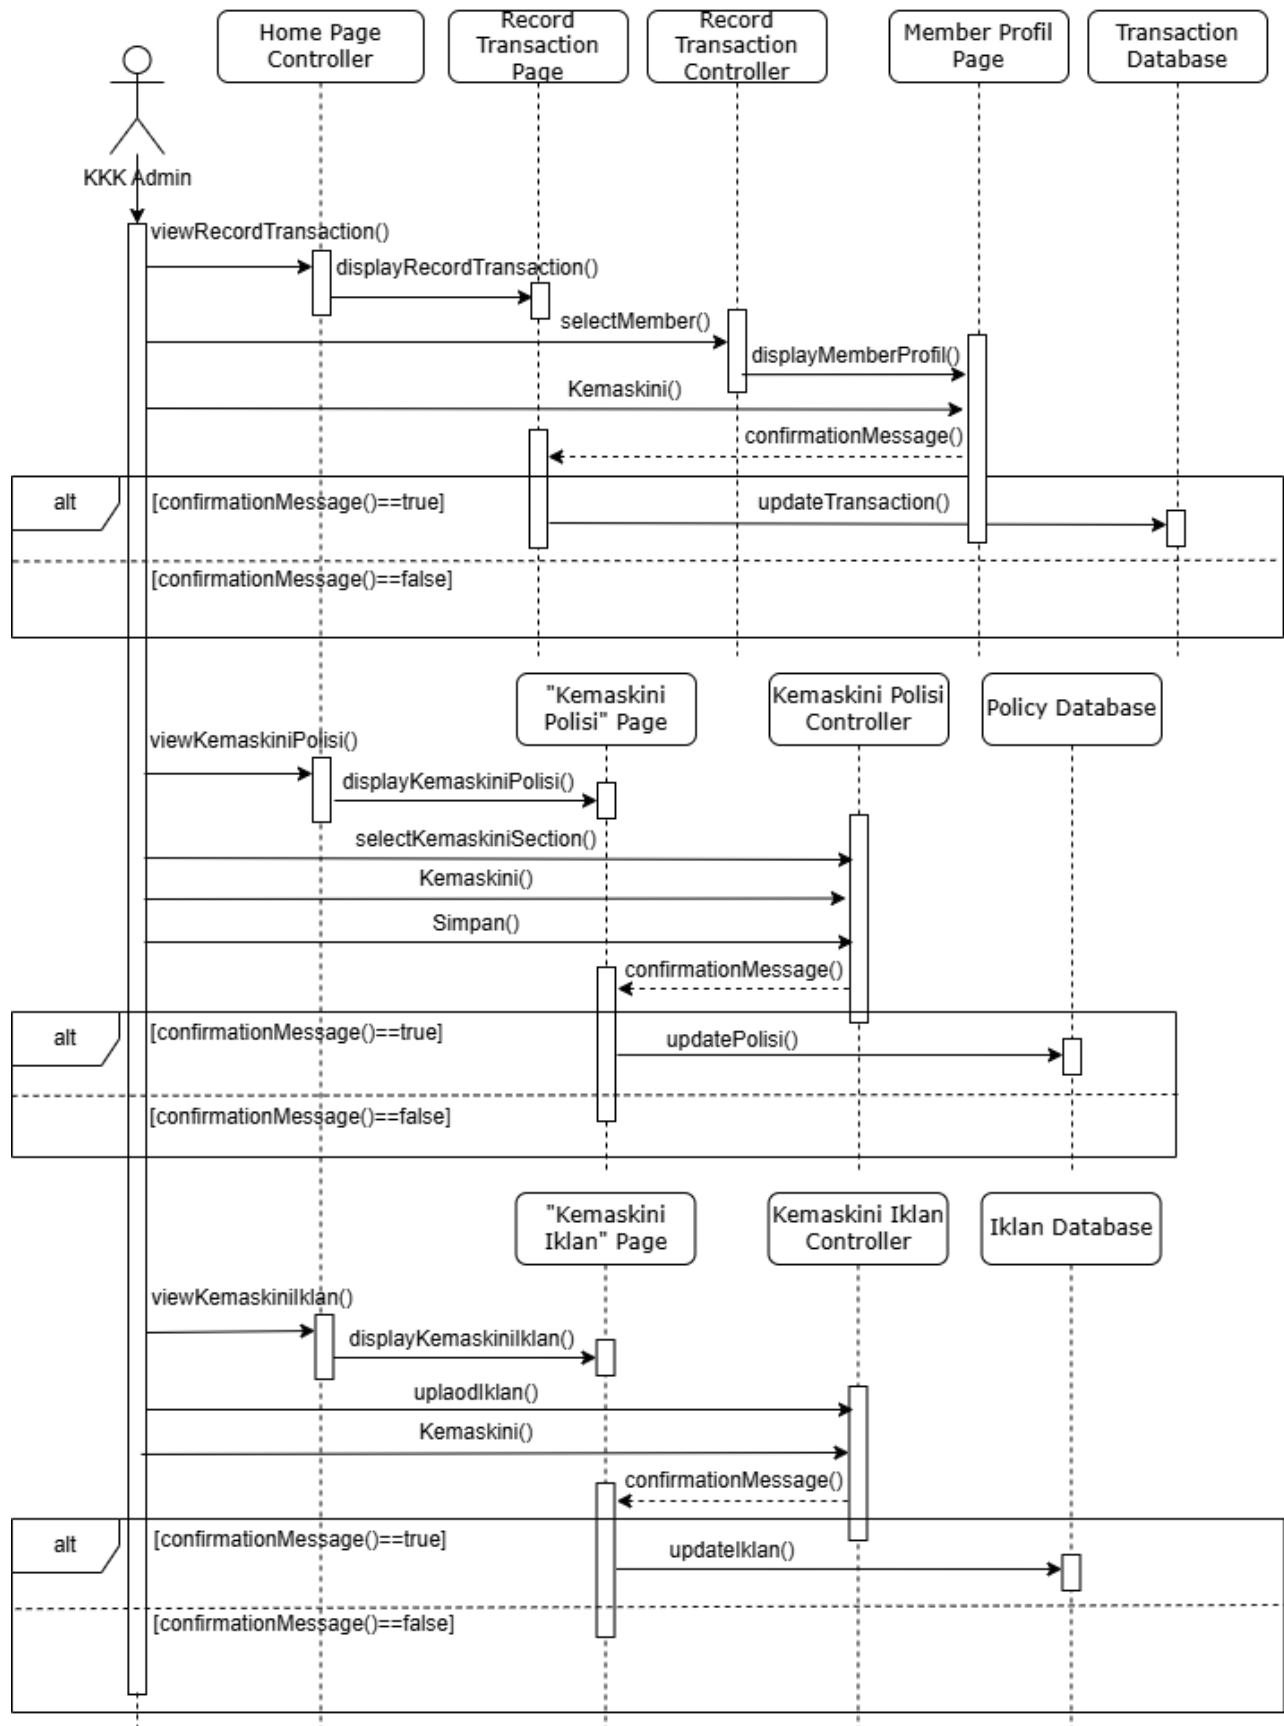 Home Page
Controller
Record
Transaction
Page
Record
Transaction
Controller
Member Profil
Page
Transaction
Database
KKK Admin
viewRecordTransaction()
displayRecordTransaction()
selectMember()
displayMemberProfil()
Kemaskini()
confirmationMessage()
alt
[confirmationMessage()==true]
updateTransaction()
[confirmationMessage()==false]
"Kemaskini
Polisi" Page
Kemaskini Polisi
Controller
Policy Database
viewKemaskiniPolisi()
displayKemaskiniPolisi()
selectKemaskiniSection()
Kemaskini()
Simpan()
confirmationMessage()
alt
[confirmationMessage()==true]
updatePolisi()
[confirmationMessage()==false]
"Kemaskini
Iklan" Page
Kemaskini Iklan
Controller
Iklan Database
viewKemaskiniIklan()
displayKemaskiniIklan()
uplaodIklan()
Kemaskini()
confirmationMessage()
alt
[confirmationMessage()==true]
updateIklan()
[confirmationMessage()==false]